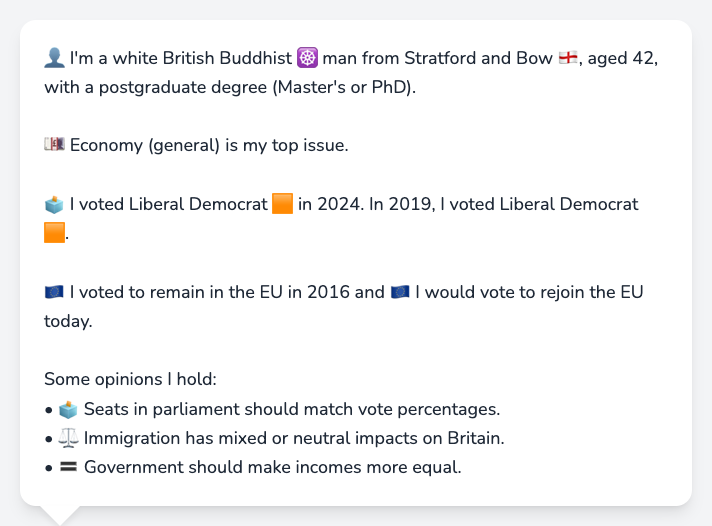 👤 I'm a white British Buddhist ☸️ man from Stratford and Bow 🏴󠁧󠁢󠁥󠁮󠁧󠁿, aged 42,
with a postgraduate degree (Master's or PhD).
💷 Economy (general) is my top issue.
🗳️ I voted Liberal Democrat 🟧 in 2024. In 2019, I voted Liberal Democrat
🟧.
🇪🇺 I voted to remain in the EU in 2016 and 🇪🇺 I would vote to rejoin the EU
today.
Some opinions I hold:
• 🗳️ Seats in parliament should match vote percentages.
• ⚖️ Immigration has mixed or neutral impacts on Britain.
• 🟰 Government should make incomes more equal.